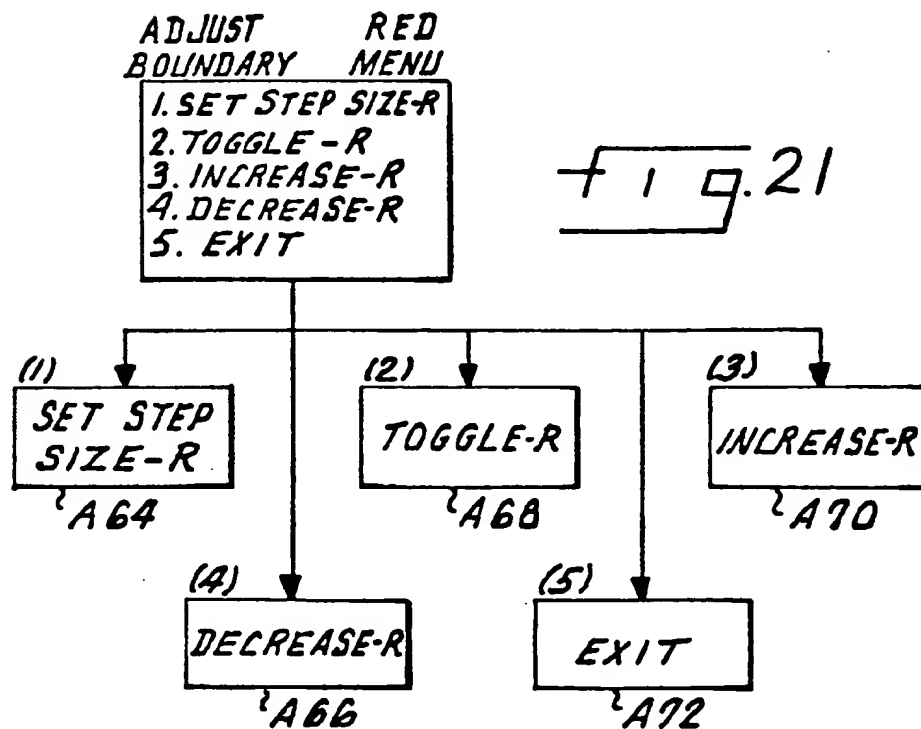 ADJUST RED
BOUNDARY MENU
1. SET STEP SIZE-R
2. TOGGLE-R
3. INCREASE-R
4. DECREASE-R
5. EXIT
Fig. 21
(1)
SET STEP
SIZE-R
A64
(2)
TOGGLE-R
A68
(3)
INCREASE-R
A70
(4)
DECREASE-R
A66
(5)
EXIT
A72